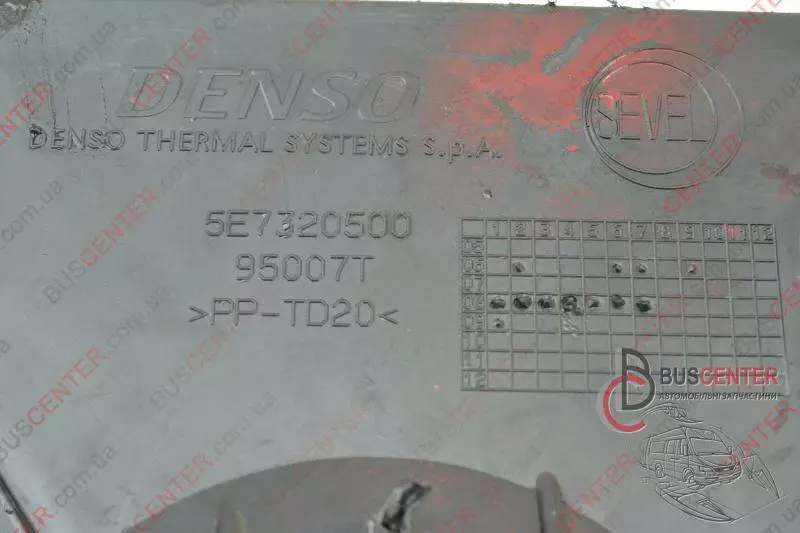 DENSO
SEVEL
DENSO THERMAL SYSTEMS S.p.A.
5E7320500
95007T
>PP-TD20<
1 2 3 4 5 6 7 8 9 10 11 12
05
06
07
08
09
10
11
12
BUSCENTER
АВТОМОБІЛЬНІ ЗАПЧАСТИНИ
BUSCENTER
.com.ua